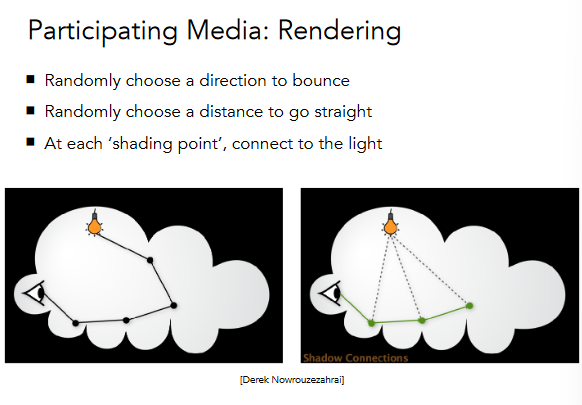 Participating Media: Rendering
Randomly choose a direction to bounce
Randomly choose a distance to go straight
At each ‘shading point’, connect to the light
Shadow Connections
[Derek Nowrouzezahrai]